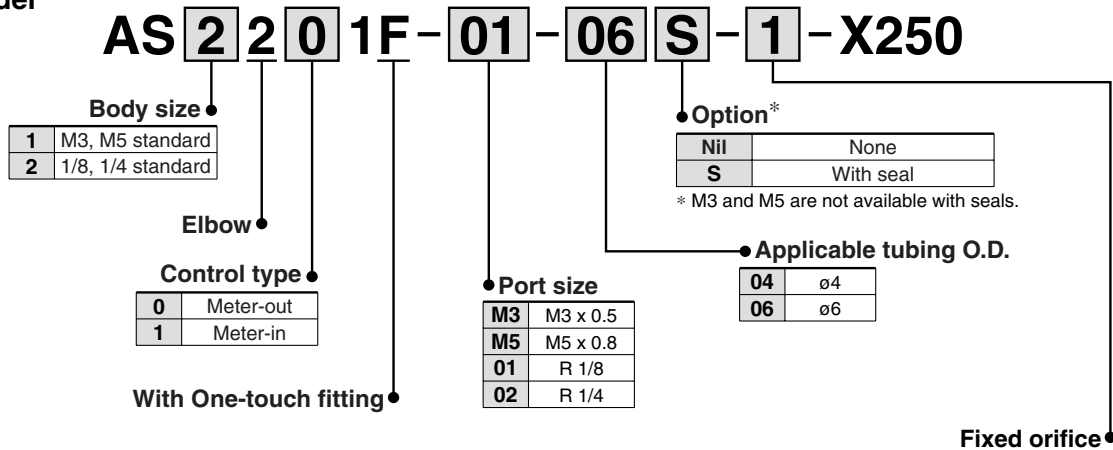 del
AS 2 2 0 1F - 01 - 06 S - 1 - X250
Body size
1 M3, M5 standard
2 1/8, 1/4 standard
Elbow
Control type
0 Meter-out
1 Meter-in
With One-touch fitting
Port size
M3 M3 x 0.5
M5 M5 x 0.8
01 R 1/8
02 R 1/4
Option*
Nil None
S With seal
* M3 and M5 are not available with seals.
Applicable tubing O.D.
04 ø4
06 ø6
Fixed orifice